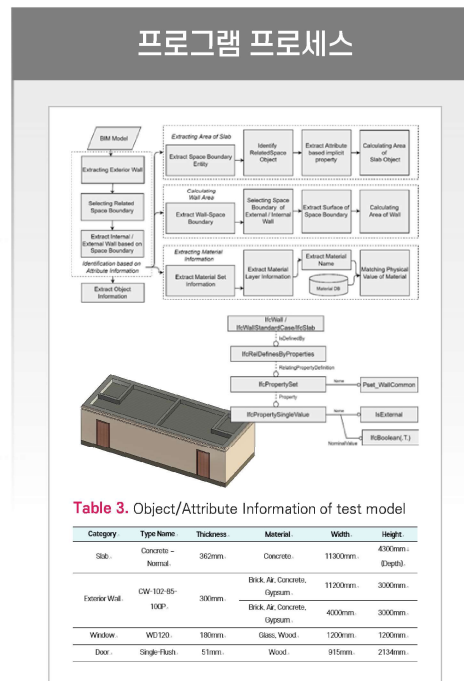 프로그램 프로세스
BIM Model
Extracting Exterior Wall
Selecting Related
Space Boundary
Extract Internal /
External Wall based on
Space Boundary
Identification based on
Attribute Information
Extract Object
Information
Extracting Area of Slab
Extract Space Boundary
Entity
Identify
RelatedSpace
Object
Extract Attribute
based implicit
property
Calculating Area
of
Slab Object
Calculating
Wall Area
Extract Wall-Space
Boundary
Selecting Space
Boundary of
External / Internal
Wall
Extract Surface of
Space Boundary
Calculating
Area of Wall
Extracting Material
Information
Extract Material Set
Information
Extract Material
Layer Information
Extract Material
Name
Material DB
Matching Physical
Value of Material
IfcWall /
IfcWallStandardCase/IfcSlab
IsDefinedBy
IfcRelDefinesByProperties
RelatingPropertyDefinition
IfcPropertySet
Name
Pset_WallCommon
Property
IfcPropertySingleValue
Name
IsExternal
NominalValue
IfcBoolean(.T.)
Table 3. Object/Attribute Information of test model
Category Type Name Thickness Material Width Height
Slab Concrete – Normal 362mm Concrete 11300mm 4300mm (Depth)
Exterior Wall CW-102-85-100P 300mm Brick, Air, Concrete, Gypsum 11200mm 3000mm
Brick, Air, Concrete, Gypsum 4000mm 3000mm
Window WD120 180mm Glass, Wood 1200mm 1200mm
Door Single-Flush 51mm Wood 915mm 2134mm